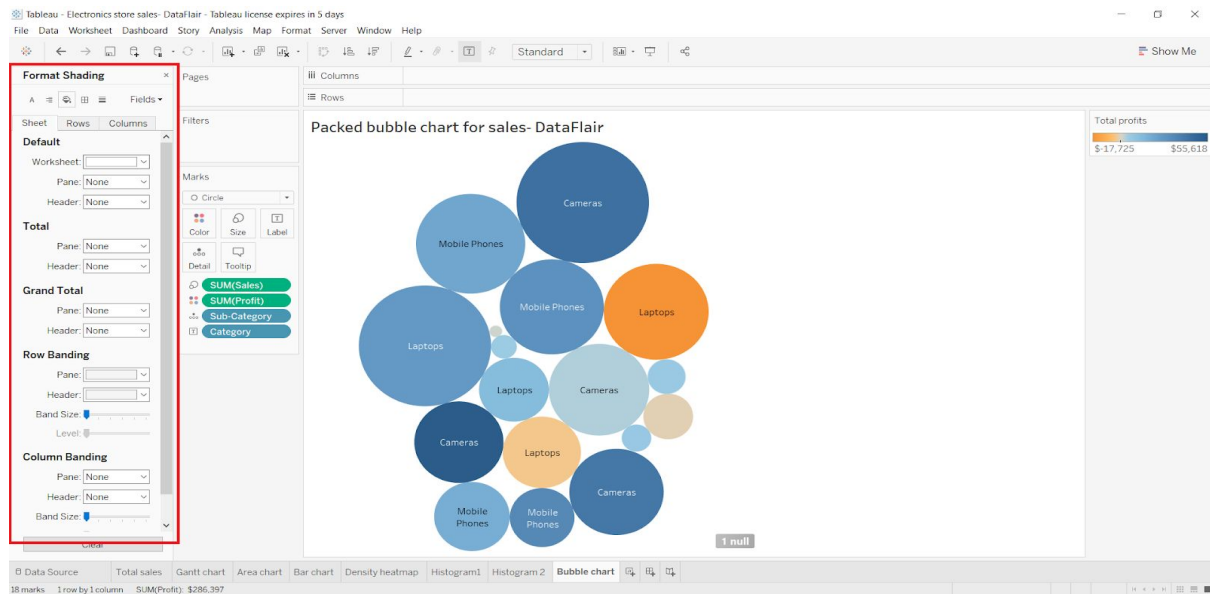 Tableau - Electronics store sales- DataFlair - Tableau license expires in 5 days
File Data Worksheet Dashboard Story Analysis Map Format Server Window Help
Standard
Show Me
Format Shading
Fields
Sheet Rows Columns
Default
Worksheet:
Pane: None
Header: None
Total
Pane: None
Header: None
Grand Total
Pane: None
Header: None
Row Banding
Pane:
Header:
Band Size:
Level:
Column Banding
Pane: None
Header: None
Band Size:
Clear
Pages
Filters
Marks
Circle
Color Size Label
Detail Tooltip
SUM(Sales)
SUM(Profit)
Sub-Category
Category
Columns
Rows
Packed bubble chart for sales- DataFlair
Cameras
Mobile Phones
Mobile Phones
Laptops
Laptops
Laptops
Cameras
Cameras
Laptops
Cameras
Mobile
Phones
Mobile
Phones
1 null
Total profits
$-17,725 $55,618
Data Source Total sales Gantt chart Area chart Bar chart Density heatmap Histogram1 Histogram 2 Bubble chart
18 marks 1 row by 1 column SUM(Profit): $286,397